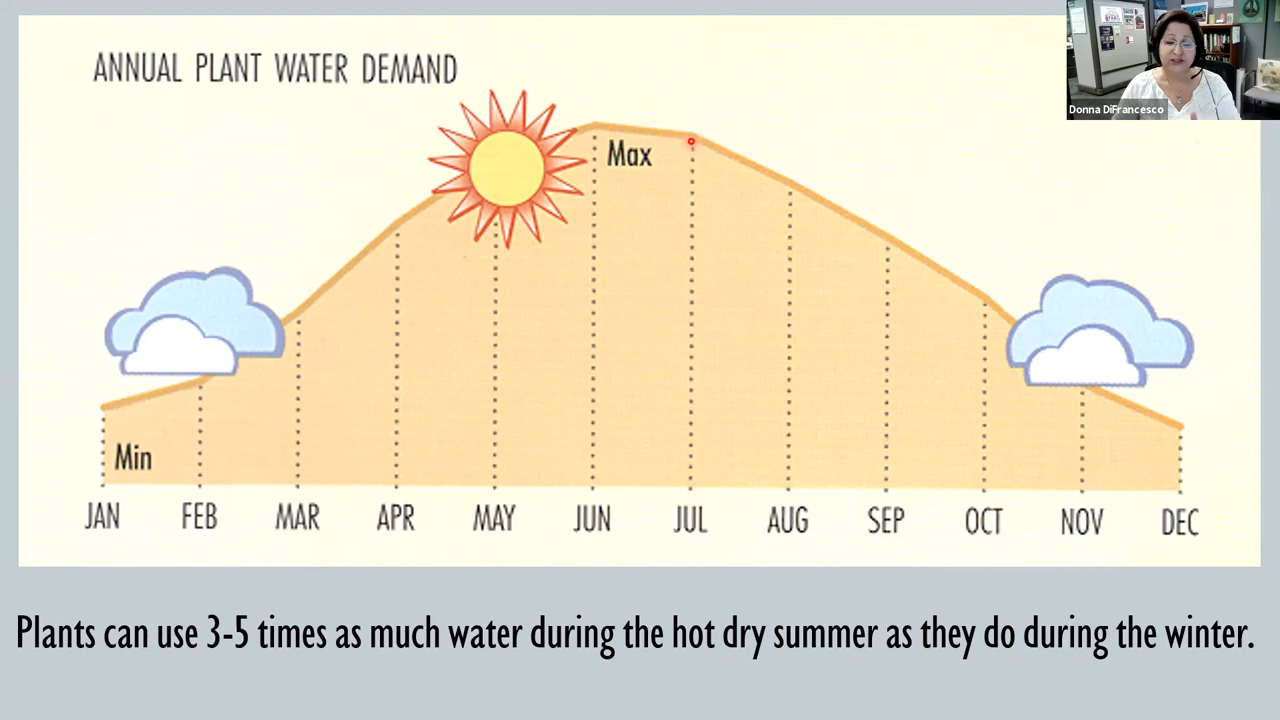 ANNUAL PLANT WATER DEMAND
Donna DiFrancesco
Max
Min
JAN FEB MAR APR MAY JUN JUL AUG SEP OCT NOV DEC
Plants can use 3-5 times as much water during the hot dry summer as they do during the winter.